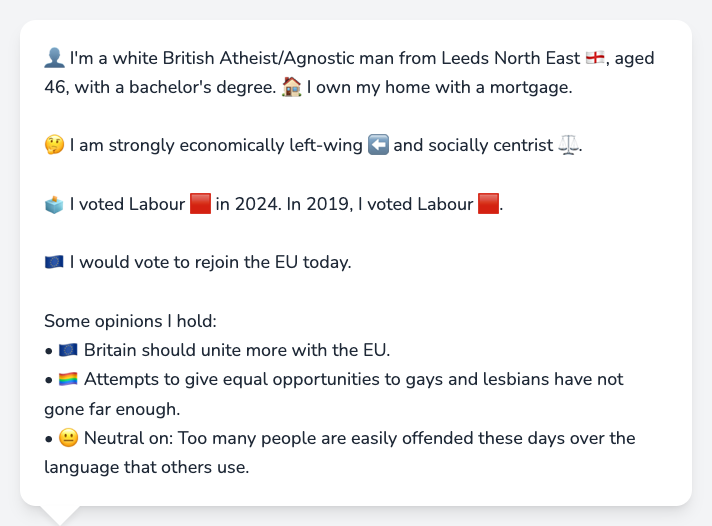 👤 I'm a white British Atheist/Agnostic man from Leeds North East 🏴󠁧󠁢󠁥󠁮󠁧󠁿, aged
46, with a bachelor's degree. 🏠 I own my home with a mortgage.
🤔 I am strongly economically left-wing ⬅️ and socially centrist ⚖️.
🗳️ I voted Labour 🟥 in 2024. In 2019, I voted Labour 🟥.
🇪🇺 I would vote to rejoin the EU today.
Some opinions I hold:
• 🇪🇺 Britain should unite more with the EU.
• 🏳️‍🌈 Attempts to give equal opportunities to gays and lesbians have not
gone far enough.
• 😐 Neutral on: Too many people are easily offended these days over the
language that others use.